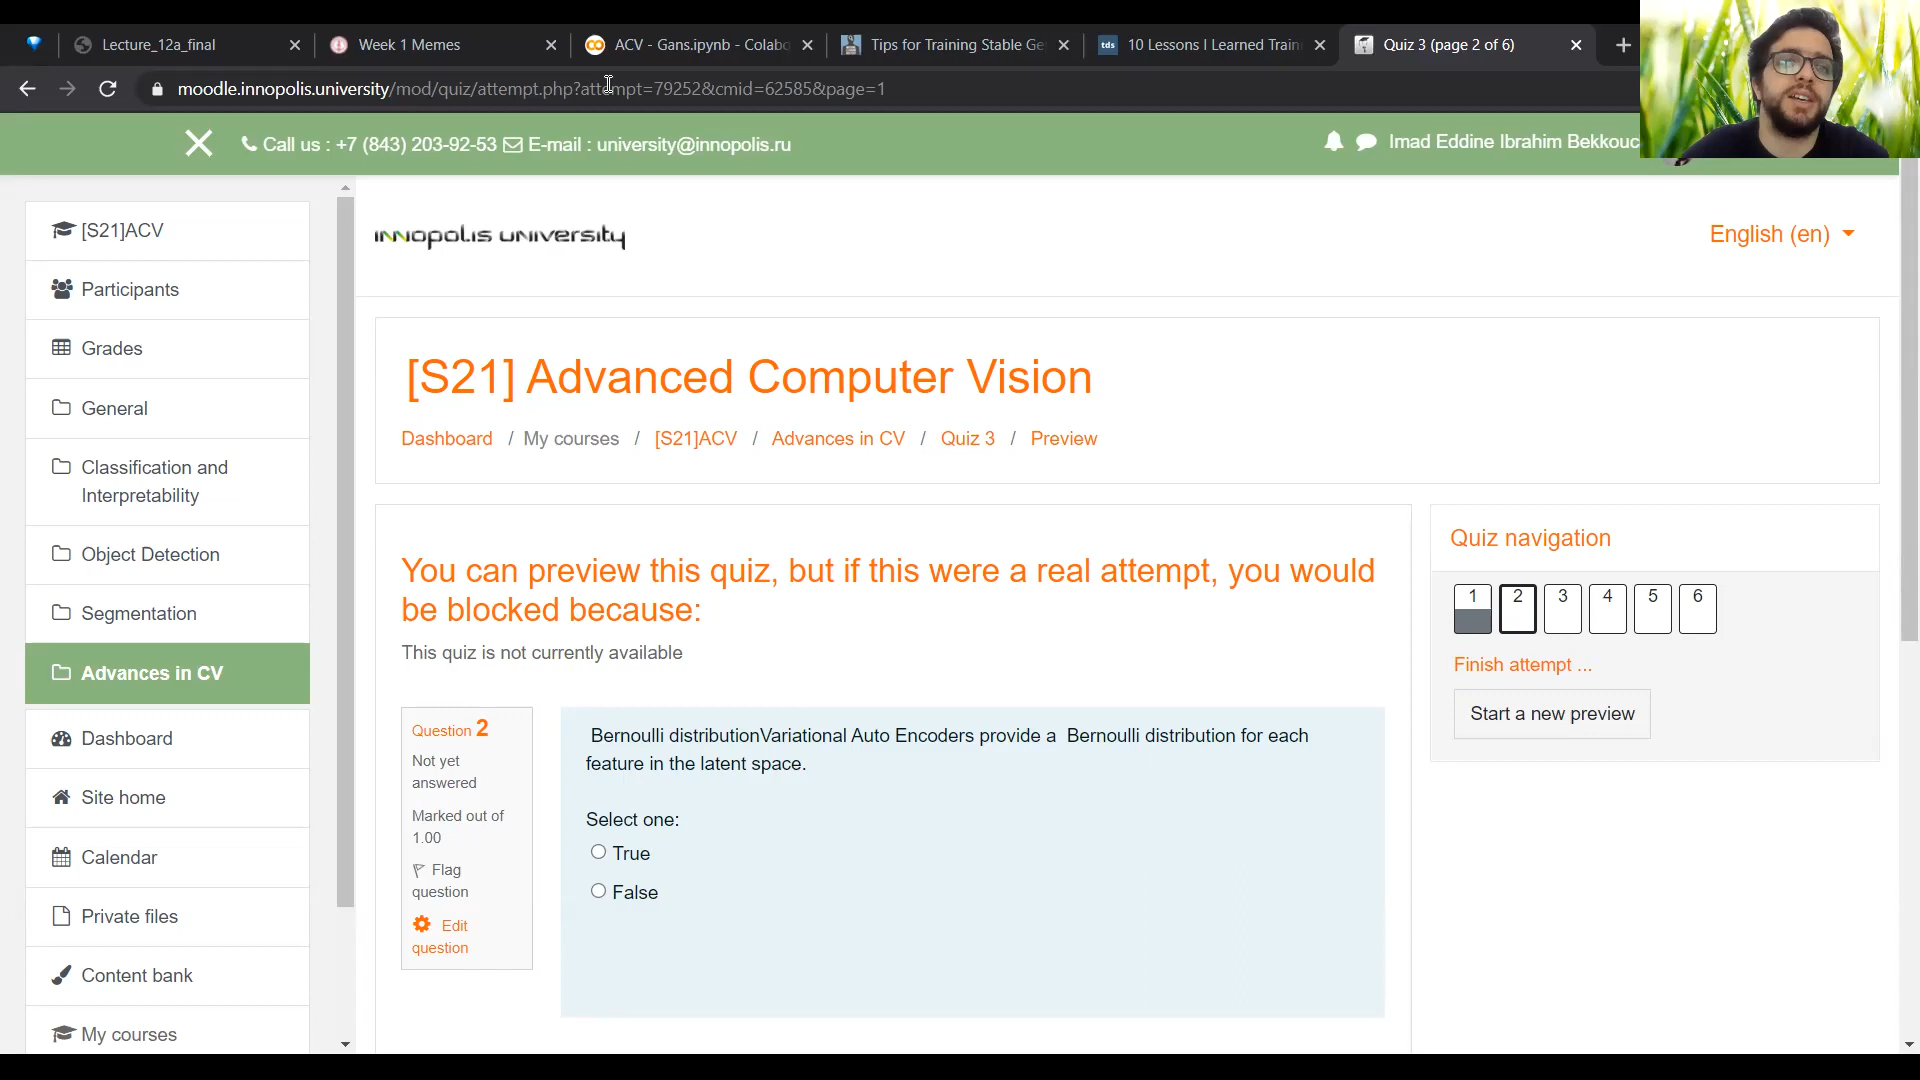 Lecture_12a_final
Week 1 Memes
ACV - Gans.ipynb - Colabo
Tips for Training Stable Ge
tds 10 Lessons I Learned Train
Quiz 3 (page 2 of 6)
moodle.innopolis.university/mod/quiz/attempt.php?attempt=79252&cmid=62585&page=1
Call us : +7 (843) 203-92-53 E-mail : university@innopolis.ru
Imad Eddine Ibrahim Bekkouc
[S21]ACV
Participants
Grades
General
Classification and
Interpretability
Object Detection
Segmentation
Advances in CV
Dashboard
Site home
Calendar
Private files
Content bank
My courses
innopolis university
English (en)
[S21] Advanced Computer Vision
Dashboard / My courses / [S21]ACV / Advances in CV / Quiz 3 / Preview
You can preview this quiz, but if this were a real attempt, you would
be blocked because:
This quiz is not currently available
Question 2
Not yet
answered
Marked out of
1.00
Flag
question
Edit
question
Bernoulli distributionVariational Auto Encoders provide a Bernoulli distribution for each
feature in the latent space.
Select one:
True
False
Quiz navigation
1 2 3 4 5 6
Finish attempt ...
Start a new preview